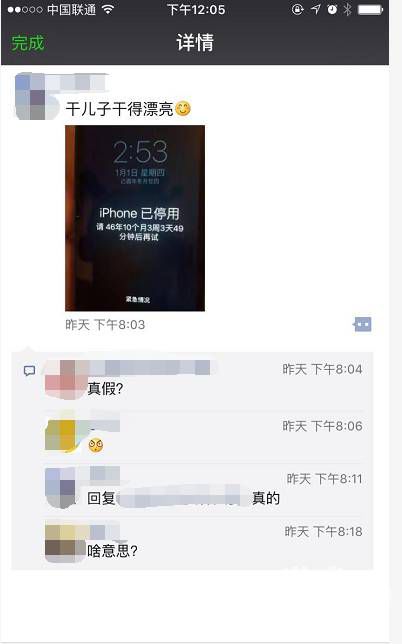 中国联通 下午12:05
完成 详情
干儿子干得漂亮
2:53
1月1日 星期四
iPhone 已停用
请 46年10个月3周3天49
分钟后再试
紧急情况
昨天 下午8:03
昨天 下午8:04
真假?
昨天 下午8:06
昨天 下午8:11
回复 真的
昨天 下午8:18
啥意思?